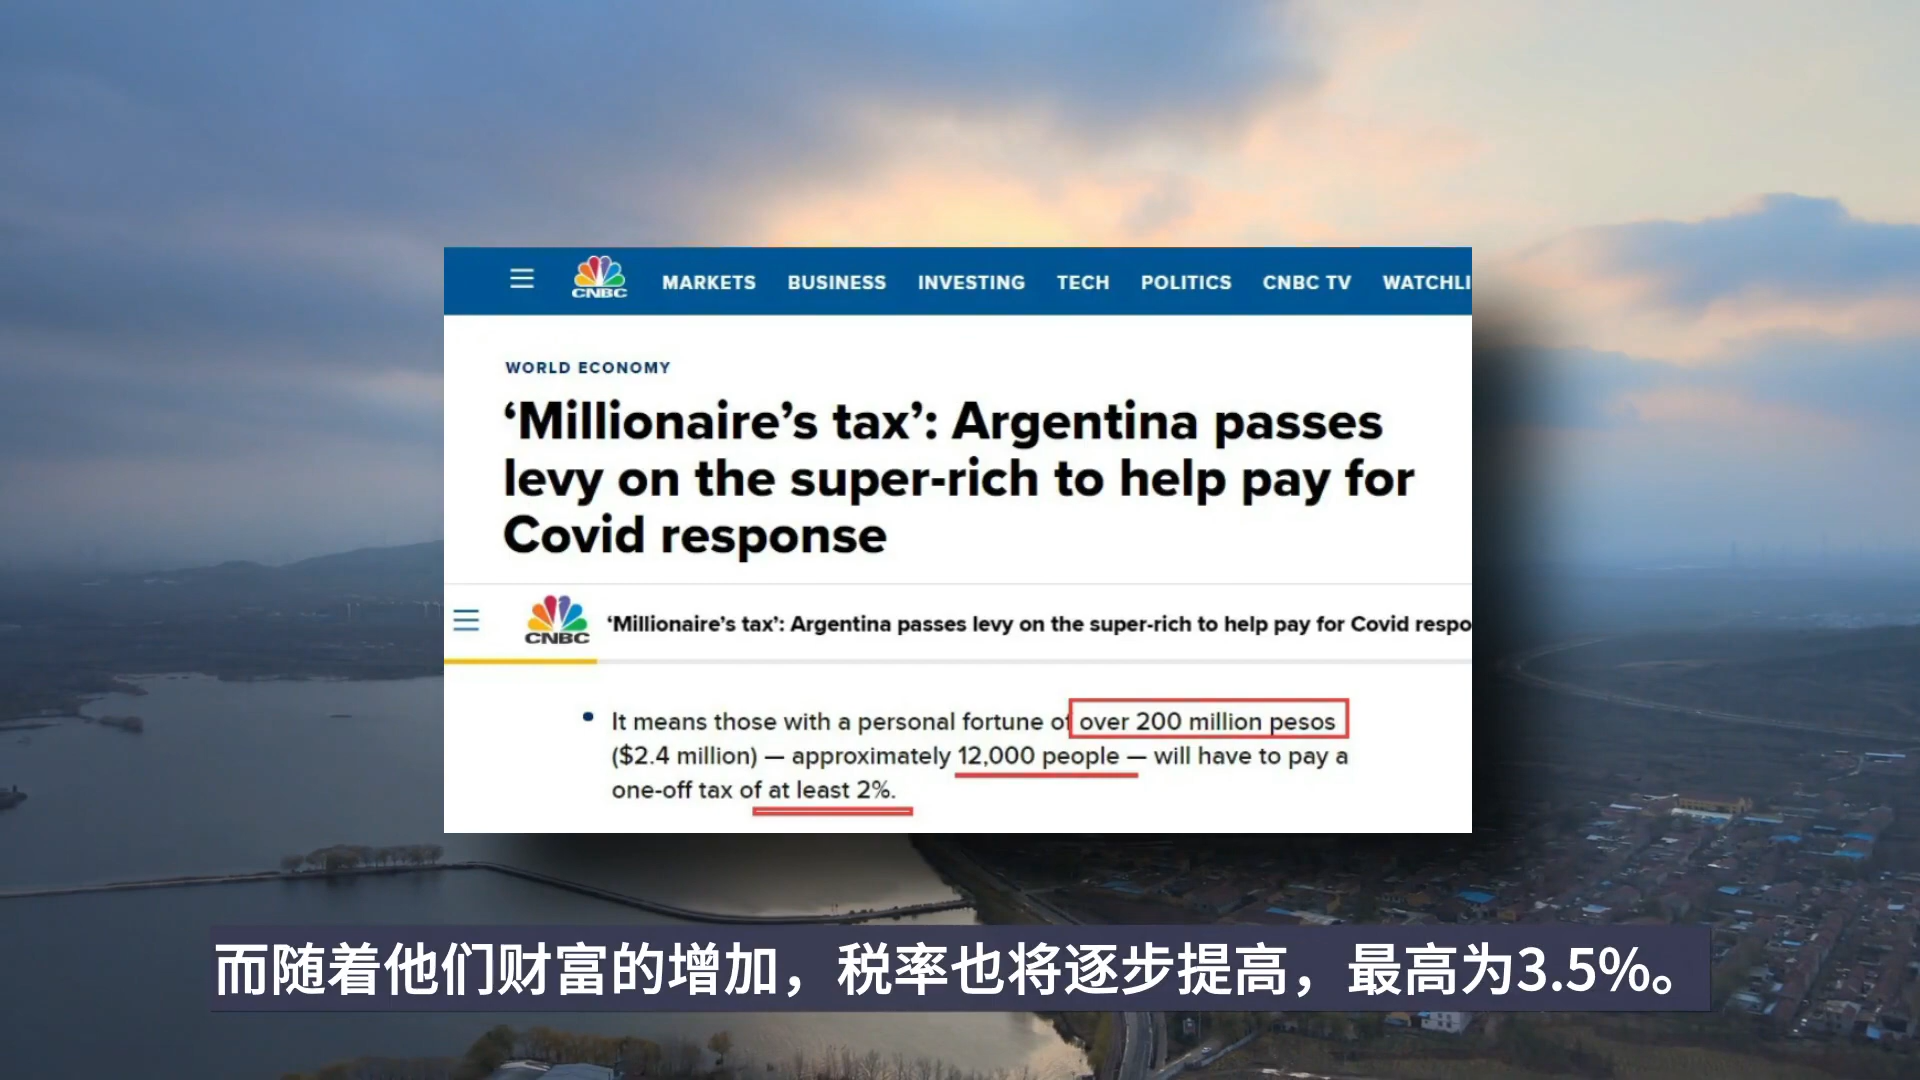 CNBC MARKETS BUSINESS INVESTING TECH POLITICS CNBC TV WATCHLI
WORLD ECONOMY
‘Millionaire’s tax’: Argentina passes
levy on the super-rich to help pay for
Covid response
CNBC ‘Millionaire’s tax’: Argentina passes levy on the super-rich to help pay for Covid respo
• It means those with a personal fortune of over 200 million pesos
($2.4 million) — approximately 12,000 people — will have to pay a
one-off tax of at least 2%.
而随着他们财富的增加，税率也将逐步提高，最高为3.5%。